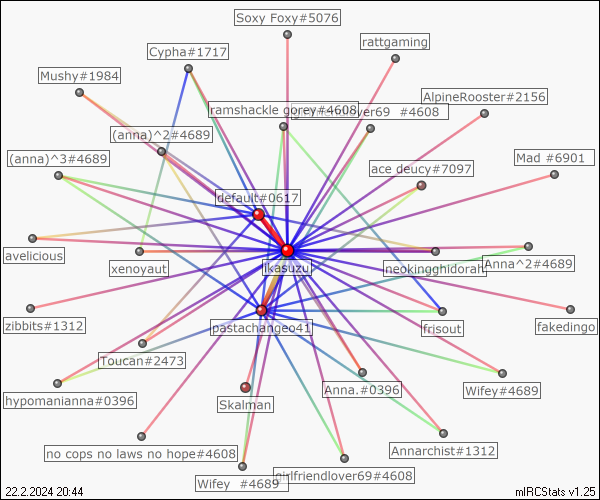 Soxy Foxy#5076
rattgaming
Cypha#1717
Mushy#1984
AlpineRooster#2156
ramshackle gorey#4608
girlfriendlover69 #4608
(anna)^2#4689
(anna)^3#4689
ace deucy#7097
Mad #6901
default#0617
avelicious
xenoyaut
ikasuzu
neokingghidorah
Anna^2#4689
zibbits#1312
pastachangeo41
frisout
fakedingo
Toucan#2473
hypomanianna#0396
Skalman
Anna.#0396
Wifey#4689
no cops no laws no hope#4608
Annarchist#1312
Wifey #4689
girlfriendlover69#4608
22.2.2024 20:44
mIRCStats v1.25